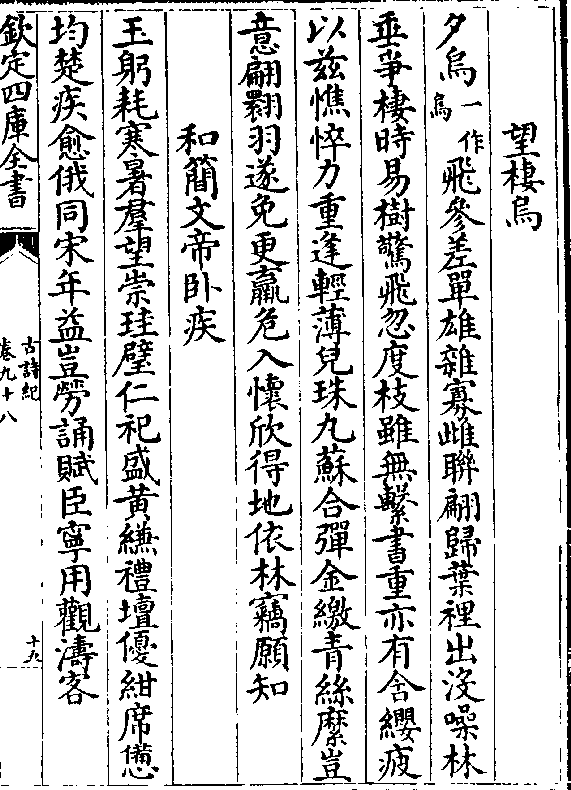 望棲烏
夕烏一作烏飛參差單雄雜寡雌聯翩歸葉裡出沒噪林
垂爭棲時易樹驚飛忽度枝雖無繫書重亦有含纓疲
以茲憔悴力重逢輕薄兒珠丸蘇合彈金繳青絲縻豈
意翩翾羽遂免更羸危入懷欣得地依林竊願知
和簡文帝卧疾
玉躬耗寒暑羣望崇珪璧仁祀盛黄縑禮壇優紺席憊
均楚疾愈俄同宋年益豈勞誦賦臣寧用觀濤客
欽定四庫全書
古詩紀
卷九十八
十九